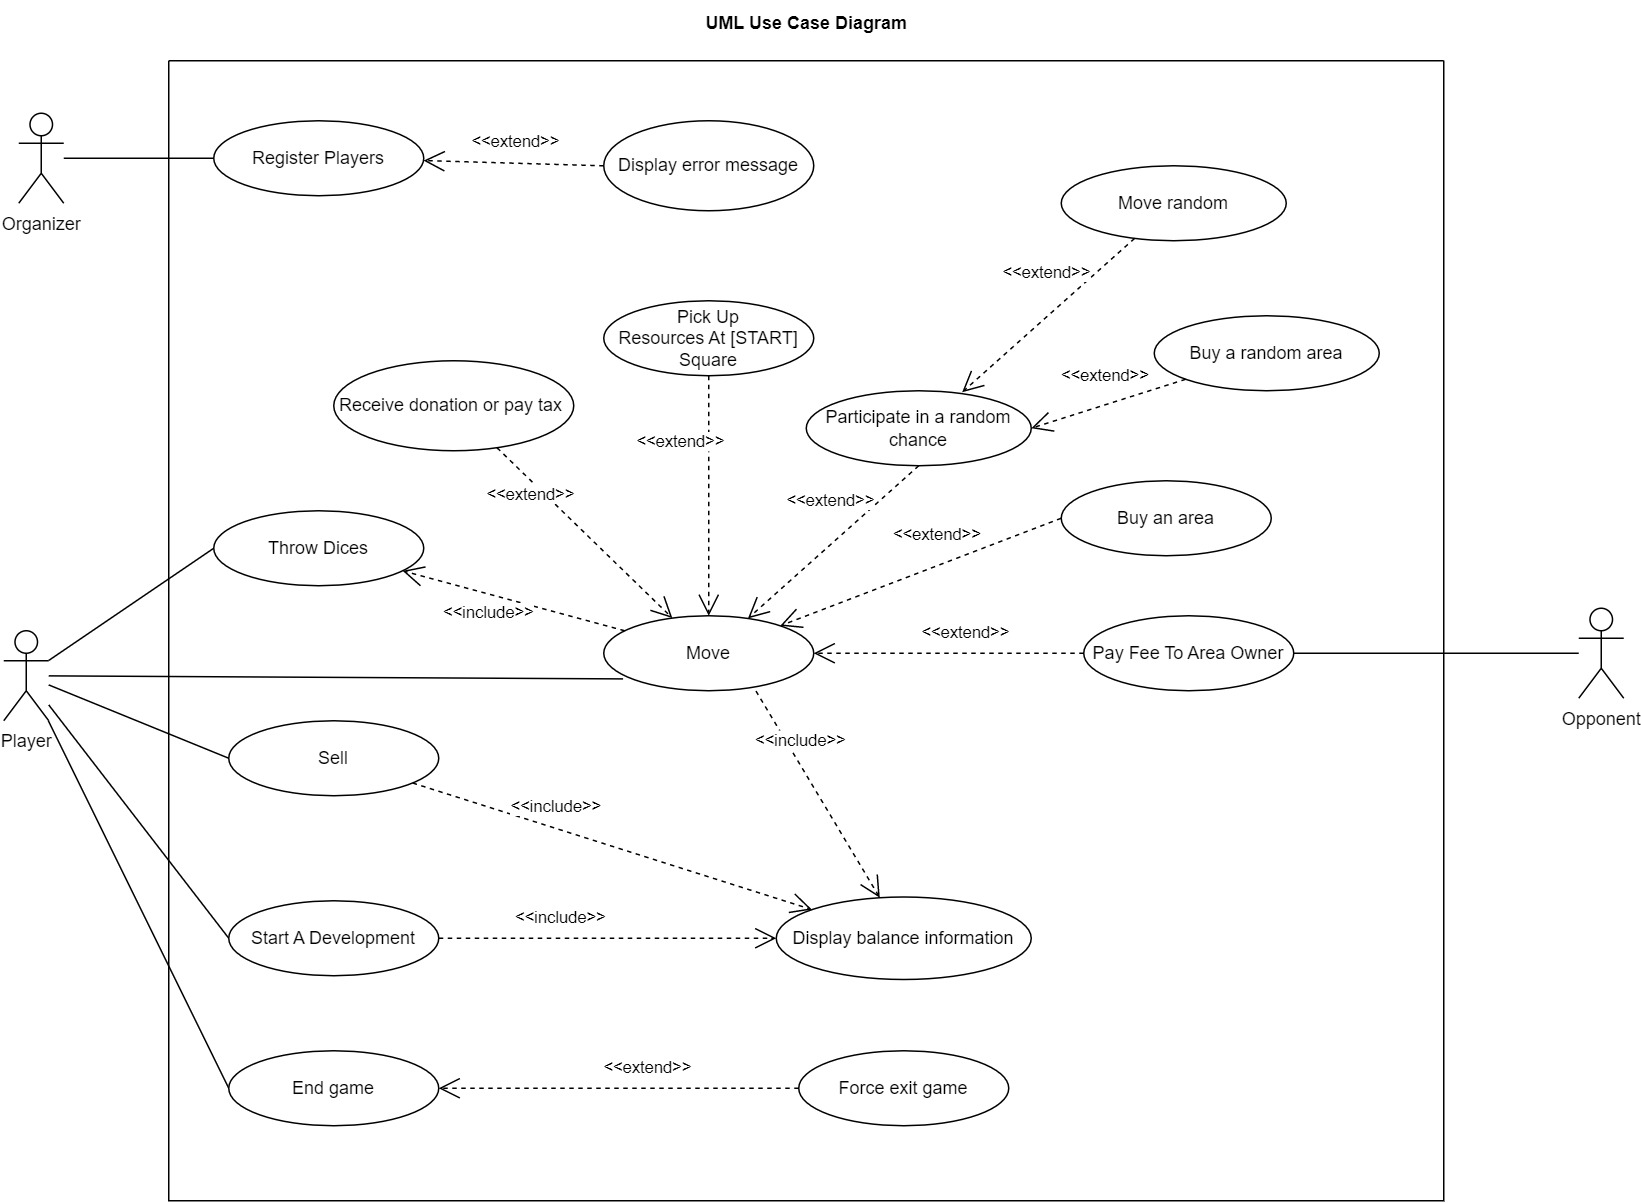 UML Use Case Diagram
Organizer
Register Players
<<extend>>
Display error message
Move random
<<extend>>
Pick Up
Resources At [START]
Square
Buy a random area
<<extend>>
Receive donation or pay tax
Participate in a random
chance
<<extend>>
<<extend>>
<<extend>>
Buy an area
<<extend>>
Throw Dices
<<include>>
<<extend>>
Move
Pay Fee To Area Owner
Opponent
Player
<<include>>
Sell
<<include>>
<<include>>
Start A Development
Display balance information
<<extend>>
End game
Force exit game